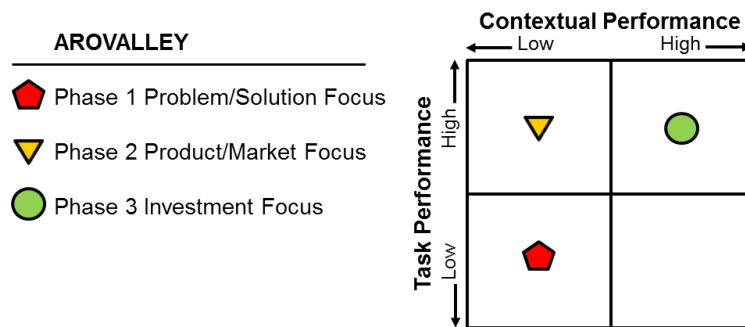 AROVALLEY
Phase 1 Problem/Solution Focus
Phase 2 Product/Market Focus
Phase 3 Investment Focus
Contextual Performance
Low High
Task Performance
High
Low